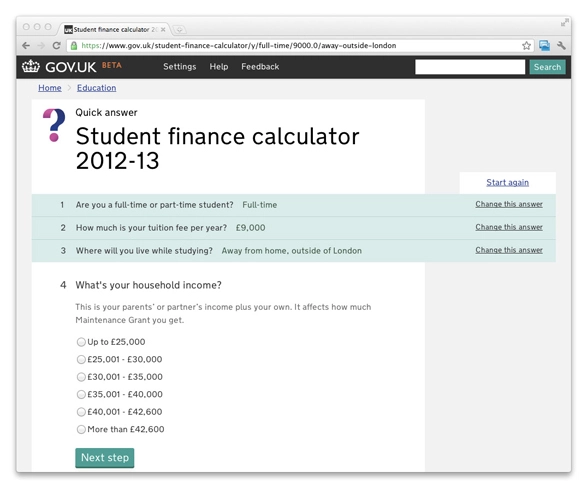 Student finance calculator 2
https://www.gov.uk/student-finance-calculator/y/full-time/9000.0/away-outside-london
GOV.UK BETA Settings Help Feedback Search
Home Education
? Quick answer
Student finance calculator
2012-13
Start again
1 Are you a full-time or part-time student? Full-time Change this answer
2 How much is your tuition fee per year? £9,000 Change this answer
3 Where will you live while studying? Away from home, outside of London Change this answer
4 What's your household income?
This is your parents' or partner's income plus your own. It affects how much
Maintenance Grant you get.
Up to £25,000
£25,001 - £30,000
£30,001 - £35,000
£35,001 - £40,000
£40,001 - £42,600
More than £42,600
Next step